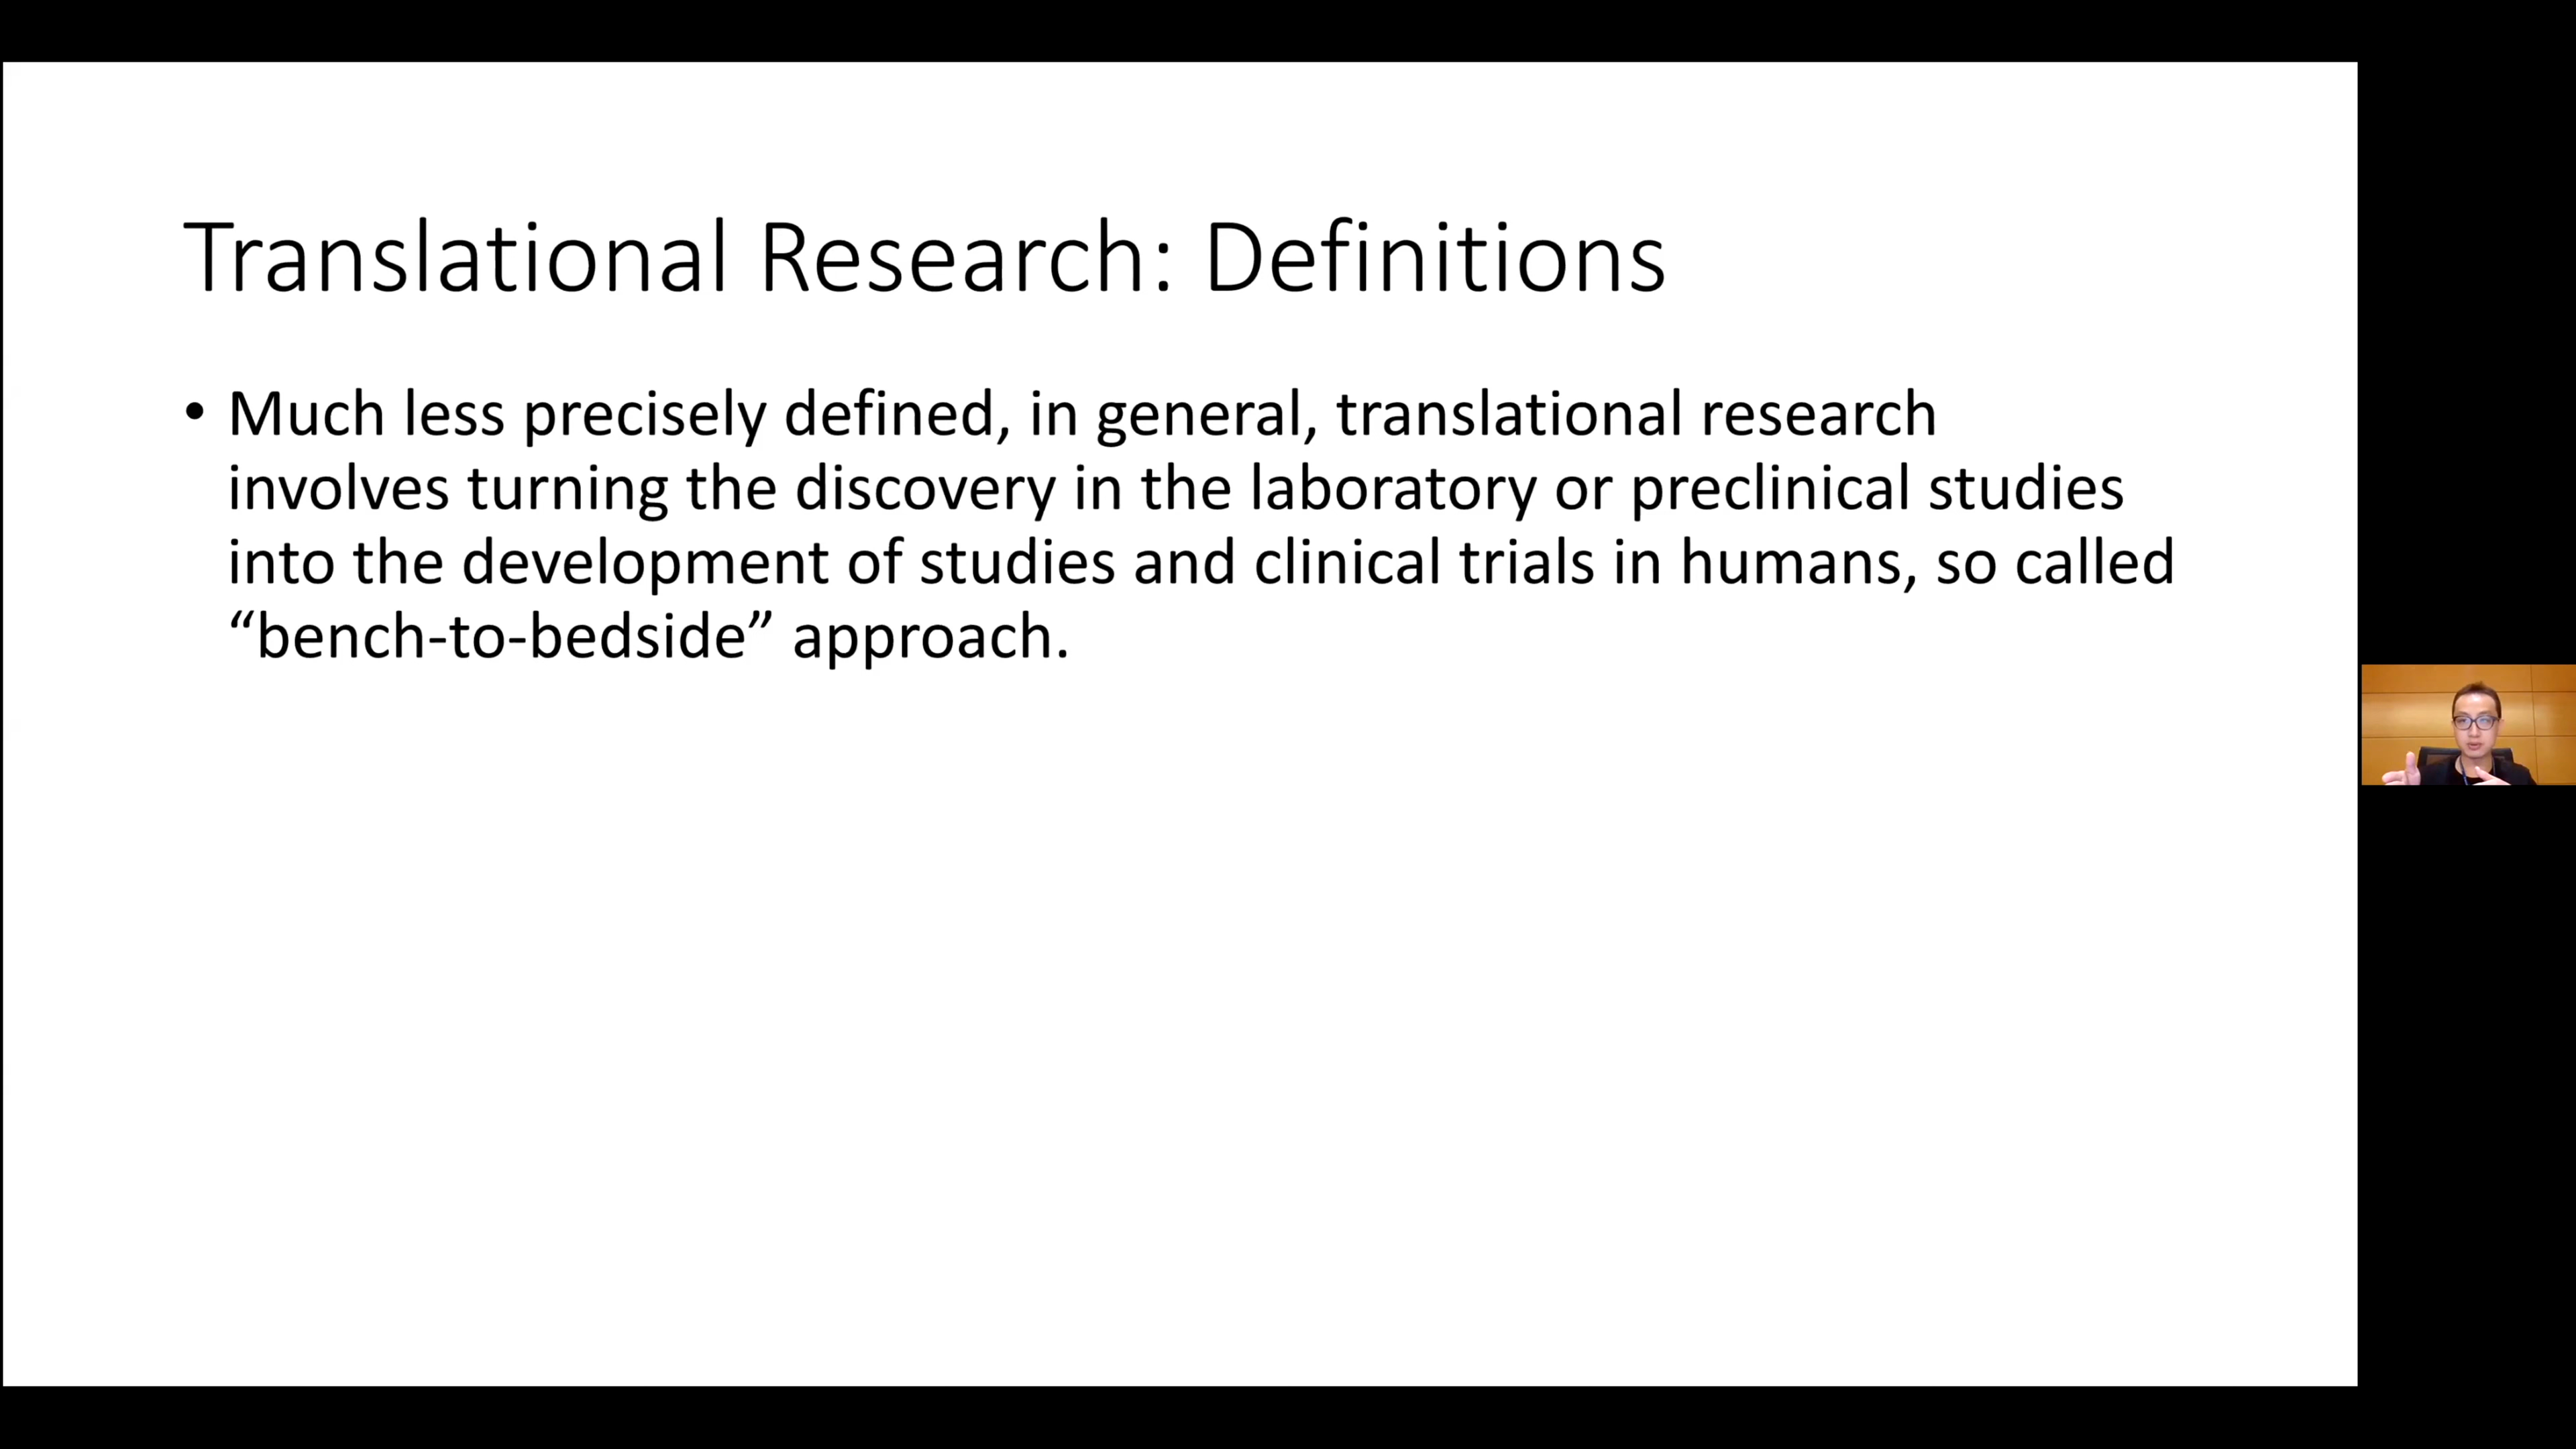 Translational Research: Definitions
• Much less precisely defined, in general, translational research
involves turning the discovery in the laboratory or preclinical studies
into the development of studies and clinical trials in humans, so called
“bench-to-bedside” approach.